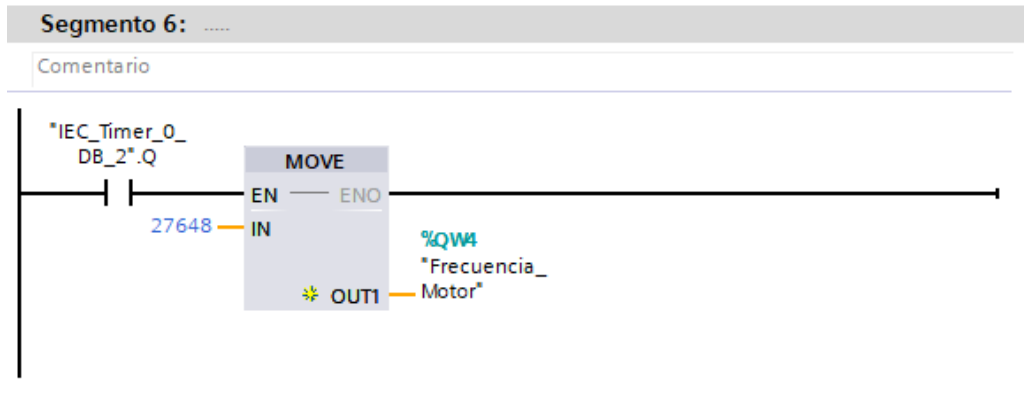 Segmento 6: .....
Comentario
"IEC_Timer_0_
DB_2".Q
MOVE
EN ENO
27648 IN
%QW4
"Frecuencia_
Motor"
OUT1